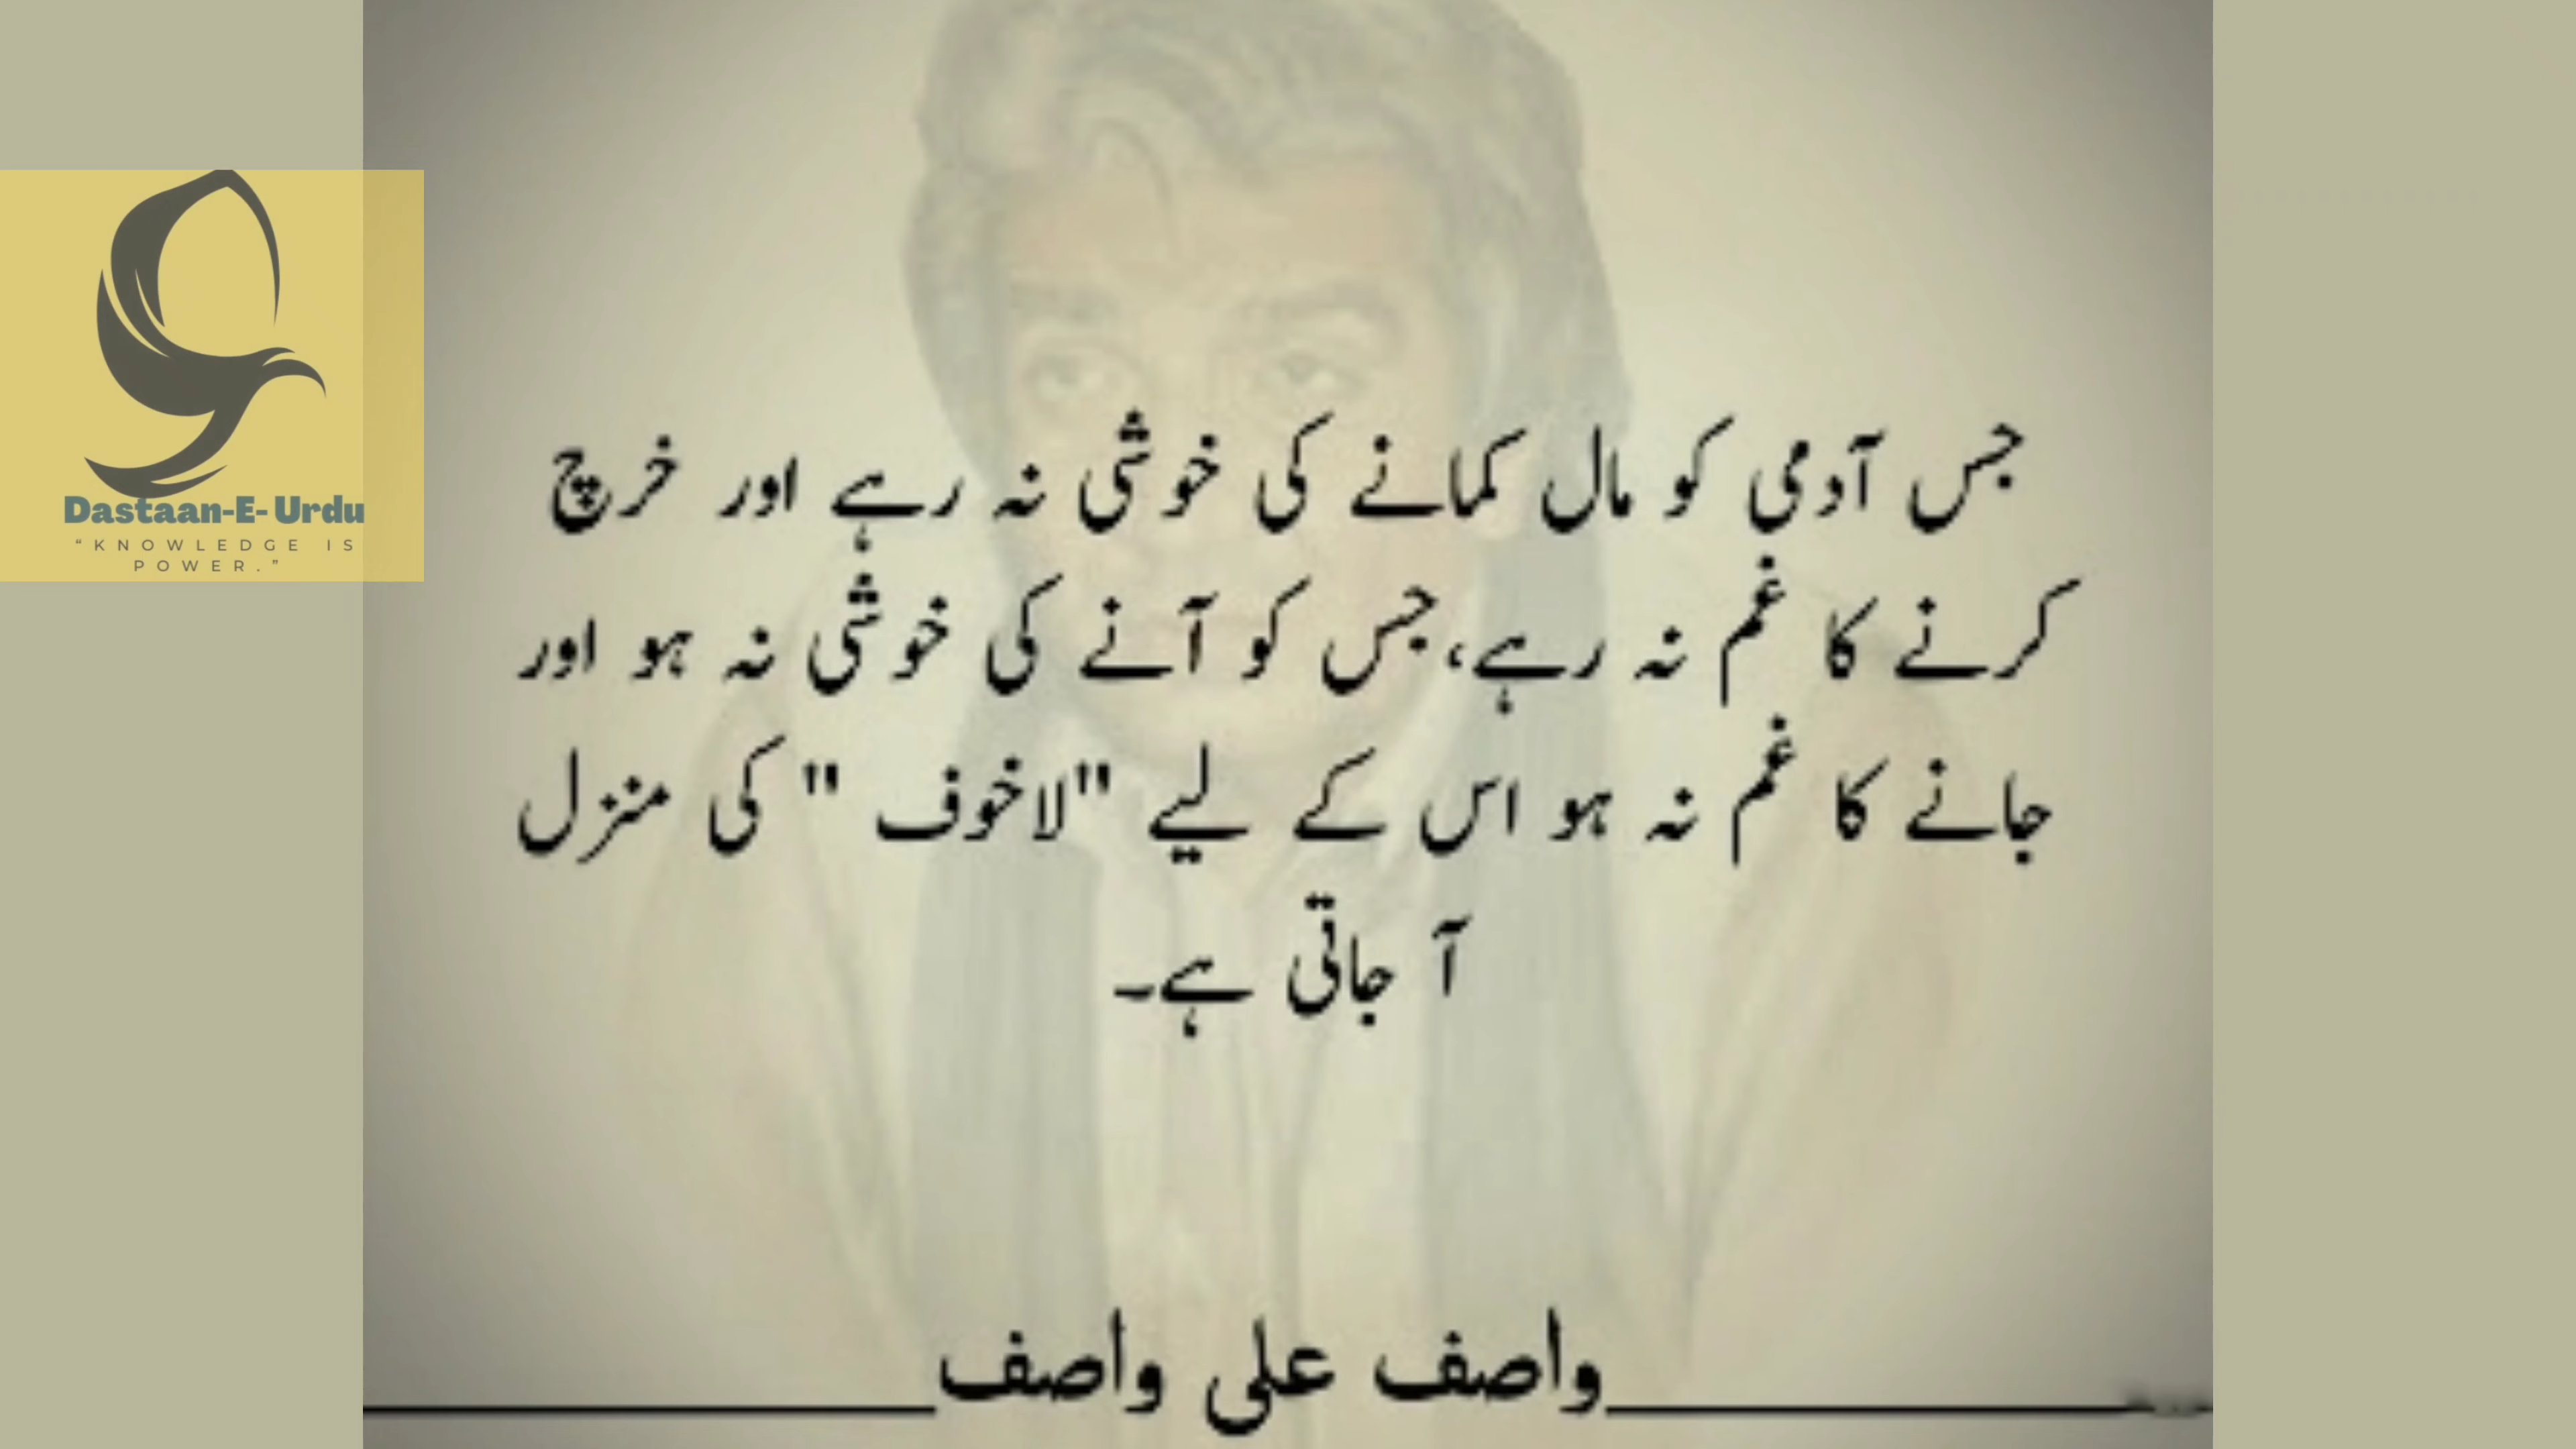 جس آدمی کو مال کمانے کی خوشی نہ رہے اور خرچ
کرنے کا غم نہ رہے، جس کو آنے کی خوشی نہ ہو اور
جانے کا غم نہ ہو اس کے لیے "لاخوف " کی منزل
آ جاتی ہے۔
واصف علی واصف
Dastaan-E- Urdu
“KNOWLEDGE IS
POWER.”